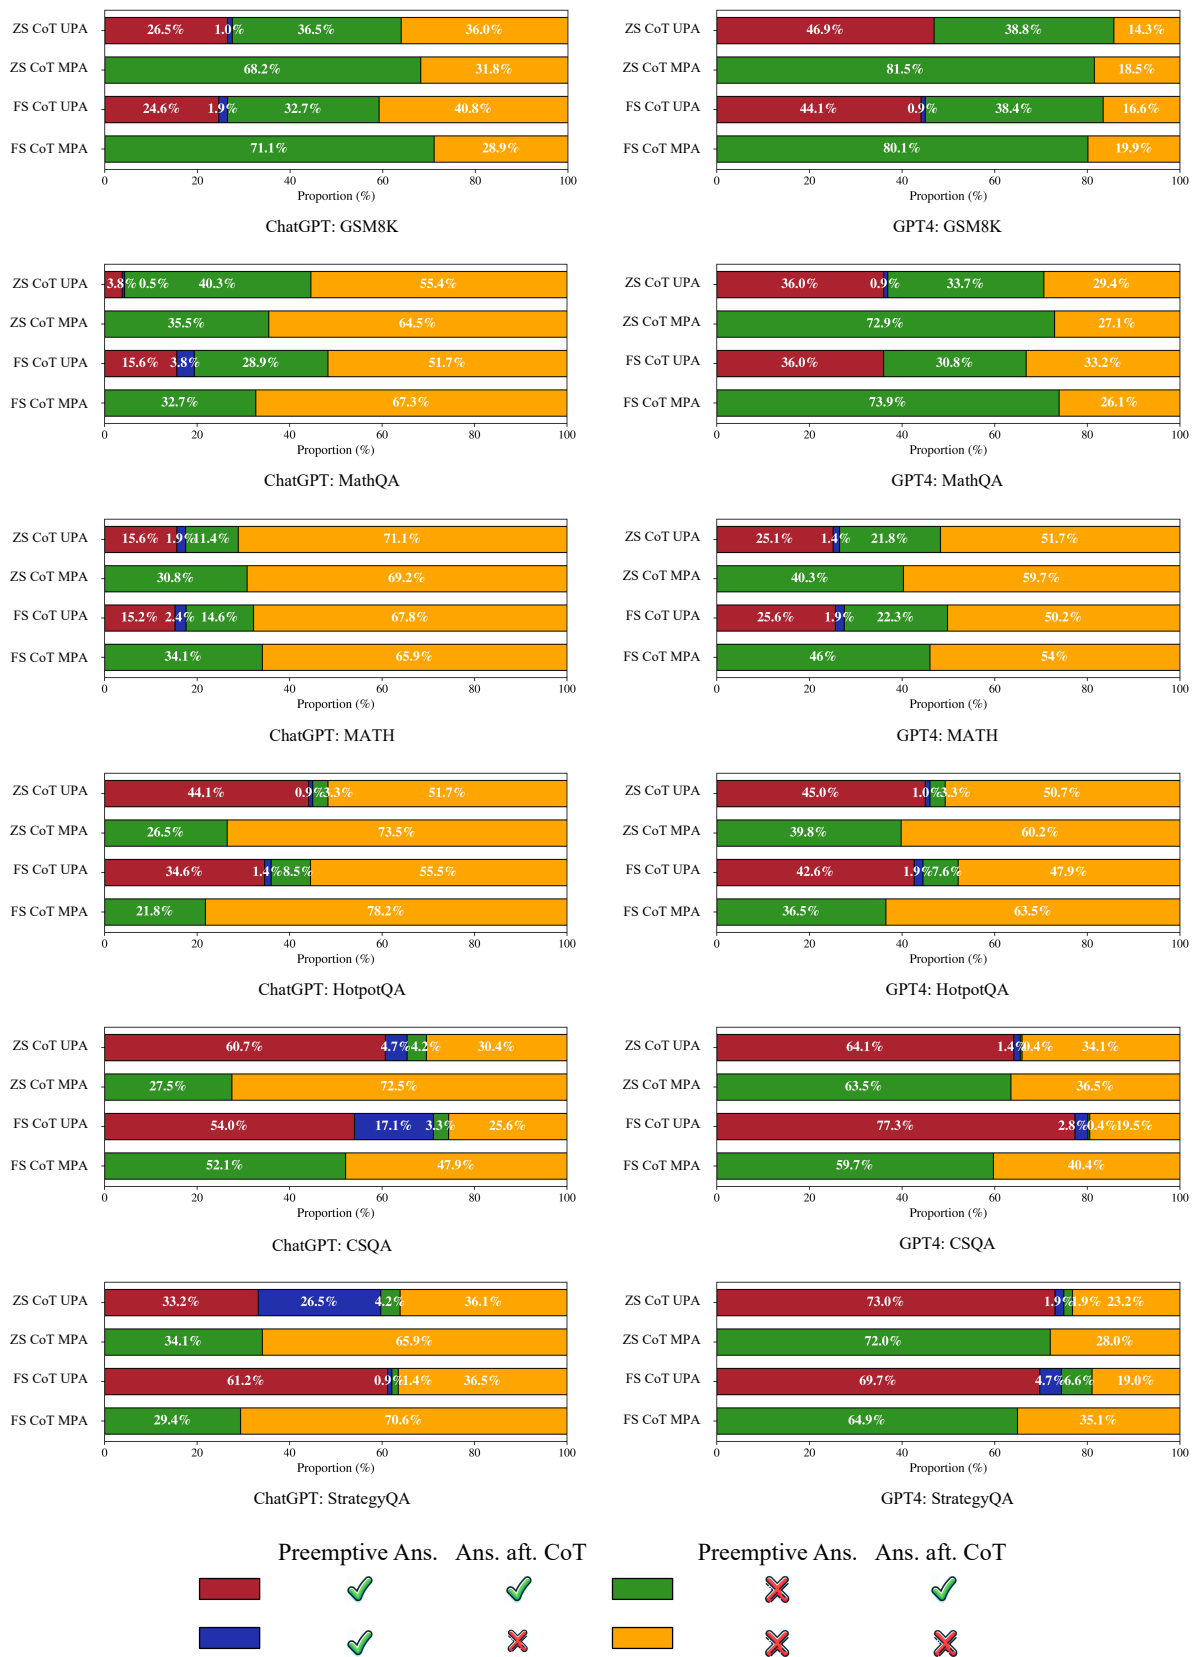 ZS CoT UPA 26.5% 1.0% 36.5% 36.0%
ZS CoT MPA 68.2% 31.8%
FS CoT UPA 24.6% 1.9% 32.7% 40.8%
FS CoT MPA 71.1% 28.9%
0 20 40 60 80 100
Proportion (%)
ChatGPT: GSM8K
ZS CoT UPA 46.9% 38.8% 14.3%
ZS CoT MPA 81.5% 18.5%
FS CoT UPA 44.1% 0.9% 38.4% 16.6%
FS CoT MPA 80.1% 19.9%
0 20 40 60 80 100
Proportion (%)
GPT4: GSM8K
ZS CoT UPA 3.8% 0.5% 40.3% 55.4%
ZS CoT MPA 35.5% 64.5%
FS CoT UPA 15.6% 3.8% 28.9% 51.7%
FS CoT MPA 32.7% 67.3%
0 20 40 60 80 100
Proportion (%)
ChatGPT: MathQA
ZS CoT UPA 36.0% 0.9% 33.7% 29.4%
ZS CoT MPA 72.9% 27.1%
FS CoT UPA 36.0% 30.8% 33.2%
FS CoT MPA 73.9% 26.1%
0 20 40 60 80 100
Proportion (%)
GPT4: MathQA
ZS CoT UPA 15.6% 1.9% 11.4% 71.1%
ZS CoT MPA 30.8% 69.2%
FS CoT UPA 15.2% 2.4% 14.6% 67.8%
FS CoT MPA 34.1% 65.9%
0 20 40 60 80 100
Proportion (%)
ChatGPT: MATH
ZS CoT UPA 25.1% 1.4% 21.8% 51.7%
ZS CoT MPA 40.3% 59.7%
FS CoT UPA 25.6% 1.9% 22.3% 50.2%
FS CoT MPA 46% 54%
0 20 40 60 80 100
Proportion (%)
GPT4: MATH
ZS CoT UPA 44.1% 0.9% 3.3% 51.7%
ZS CoT MPA 26.5% 73.5%
FS CoT UPA 34.6% 1.4% 8.5% 55.5%
FS CoT MPA 21.8% 78.2%
0 20 40 60 80 100
Proportion (%)
ChatGPT: HotpotQA
ZS CoT UPA 45.0% 1.0% 3.3% 50.7%
ZS CoT MPA 39.8% 60.2%
FS CoT UPA 42.6% 1.9% 7.6% 47.9%
FS CoT MPA 36.5% 63.5%
0 20 40 60 80 100
Proportion (%)
GPT4: HotpotQA
ZS CoT UPA 60.7% 4.7% 4.2% 30.4%
ZS CoT MPA 27.5% 72.5%
FS CoT UPA 54.0% 17.1% 3.3% 25.6%
FS CoT MPA 52.1% 47.9%
0 20 40 60 80 100
Proportion (%)
ChatGPT: CSQA
ZS CoT UPA 64.1% 1.4% 0.4% 34.1%
ZS CoT MPA 63.5% 36.5%
FS CoT UPA 77.3% 2.8% 0.4% 19.5%
FS CoT MPA 59.7% 40.4%
0 20 40 60 80 100
Proportion (%)
GPT4: CSQA
ZS CoT UPA 33.2% 26.5% 4.2% 36.1%
ZS CoT MPA 34.1% 65.9%
FS CoT UPA 61.2% 0.9% 1.4% 36.5%
FS CoT MPA 29.4% 70.6%
0 20 40 60 80 100
Proportion (%)
ChatGPT: StrategyQA
ZS CoT UPA 73.0% 1.9% 1.9% 23.2%
ZS CoT MPA 72.0% 28.0%
FS CoT UPA 69.7% 4.7% 6.6% 19.0%
FS CoT MPA 64.9% 35.1%
0 20 40 60 80 100
Proportion (%)
GPT4: StrategyQA
Preemptive Ans. Ans. aft. CoT Preemptive Ans. Ans. aft. CoT